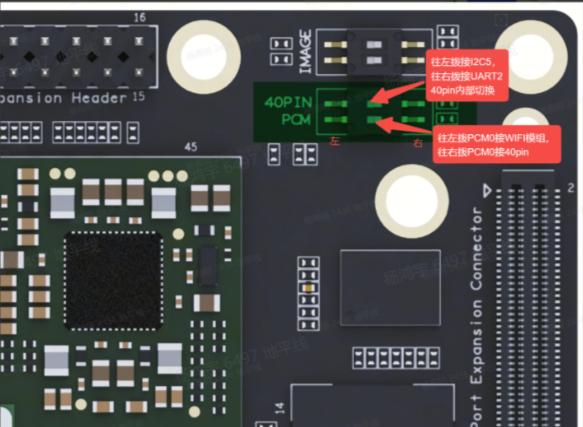 16
IMAGE
往左拨接I2C5,
往右拨接UART2
40pin内部切换
pansion Header 15
40PIN
PCM
往左拨PCM0接WIFI模组,
往右拨PCM0接40pin
左
右
45
2
Port Expansion Connector
14